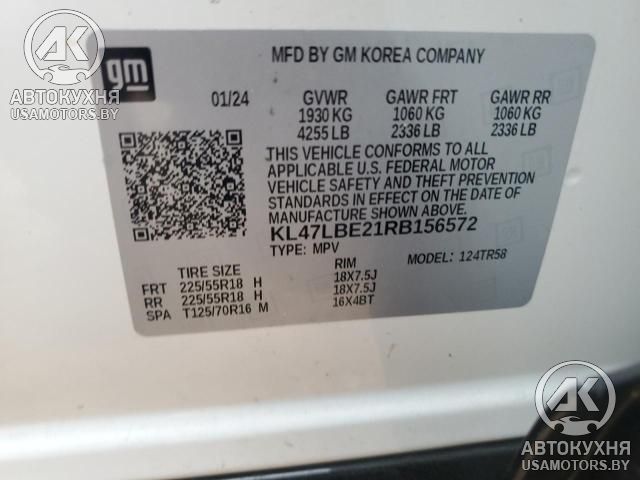 АВТОКУХНЯ
USAMOTORS.BY
gm
MFD BY GM KOREA COMPANY
01/24 GVWR GAWR FRT GAWR RR
1930 KG 1060 KG 1060 KG
4255 LB 2336 LB 2336 LB
THIS VEHICLE CONFORMS TO ALL
APPLICABLE U.S. FEDERAL MOTOR
VEHICLE SAFETY AND THEFT PREVENTION
STANDARDS IN EFFECT ON THE DATE OF
MANUFACTURE SHOWN ABOVE.
KL47LBE21RB156572
TYPE: MPV MODEL: 124TR58
TIRE SIZE RIM
FRT 225/55R18 H 18X7.5J
RR 225/55R18 H 18X7.5J
SPA T125/70R16 M 16X4BT
АК
АВТОКУХНЯ
USAMOTORS.BY